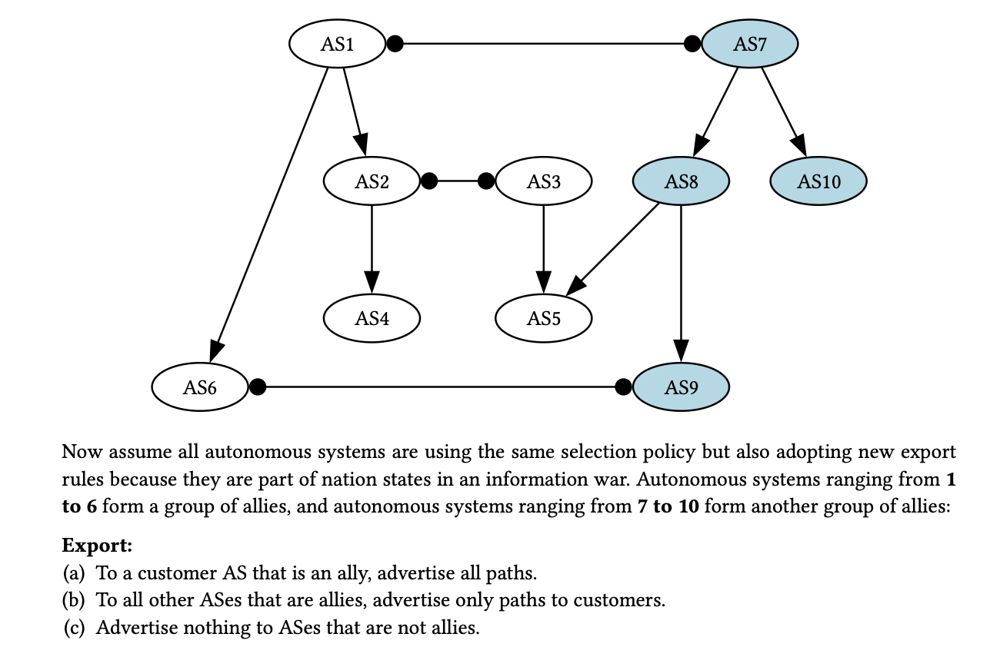 AS1
AS7
AS2
AS3
AS8
AS10
AS4
AS5
AS6
AS9
Now assume all autonomous systems are using the same selection policy but also adopting new export
rules because they are part of nation states in an information war. Autonomous systems ranging from 1
to 6 form a group of allies, and autonomous systems ranging from 7 to 10 form another group of allies:
Export:
(a) To a customer AS that is an ally, advertise all paths.
(b) To all other ASes that are allies, advertise only paths to customers.
(c) Advertise nothing to ASes that are not allies.